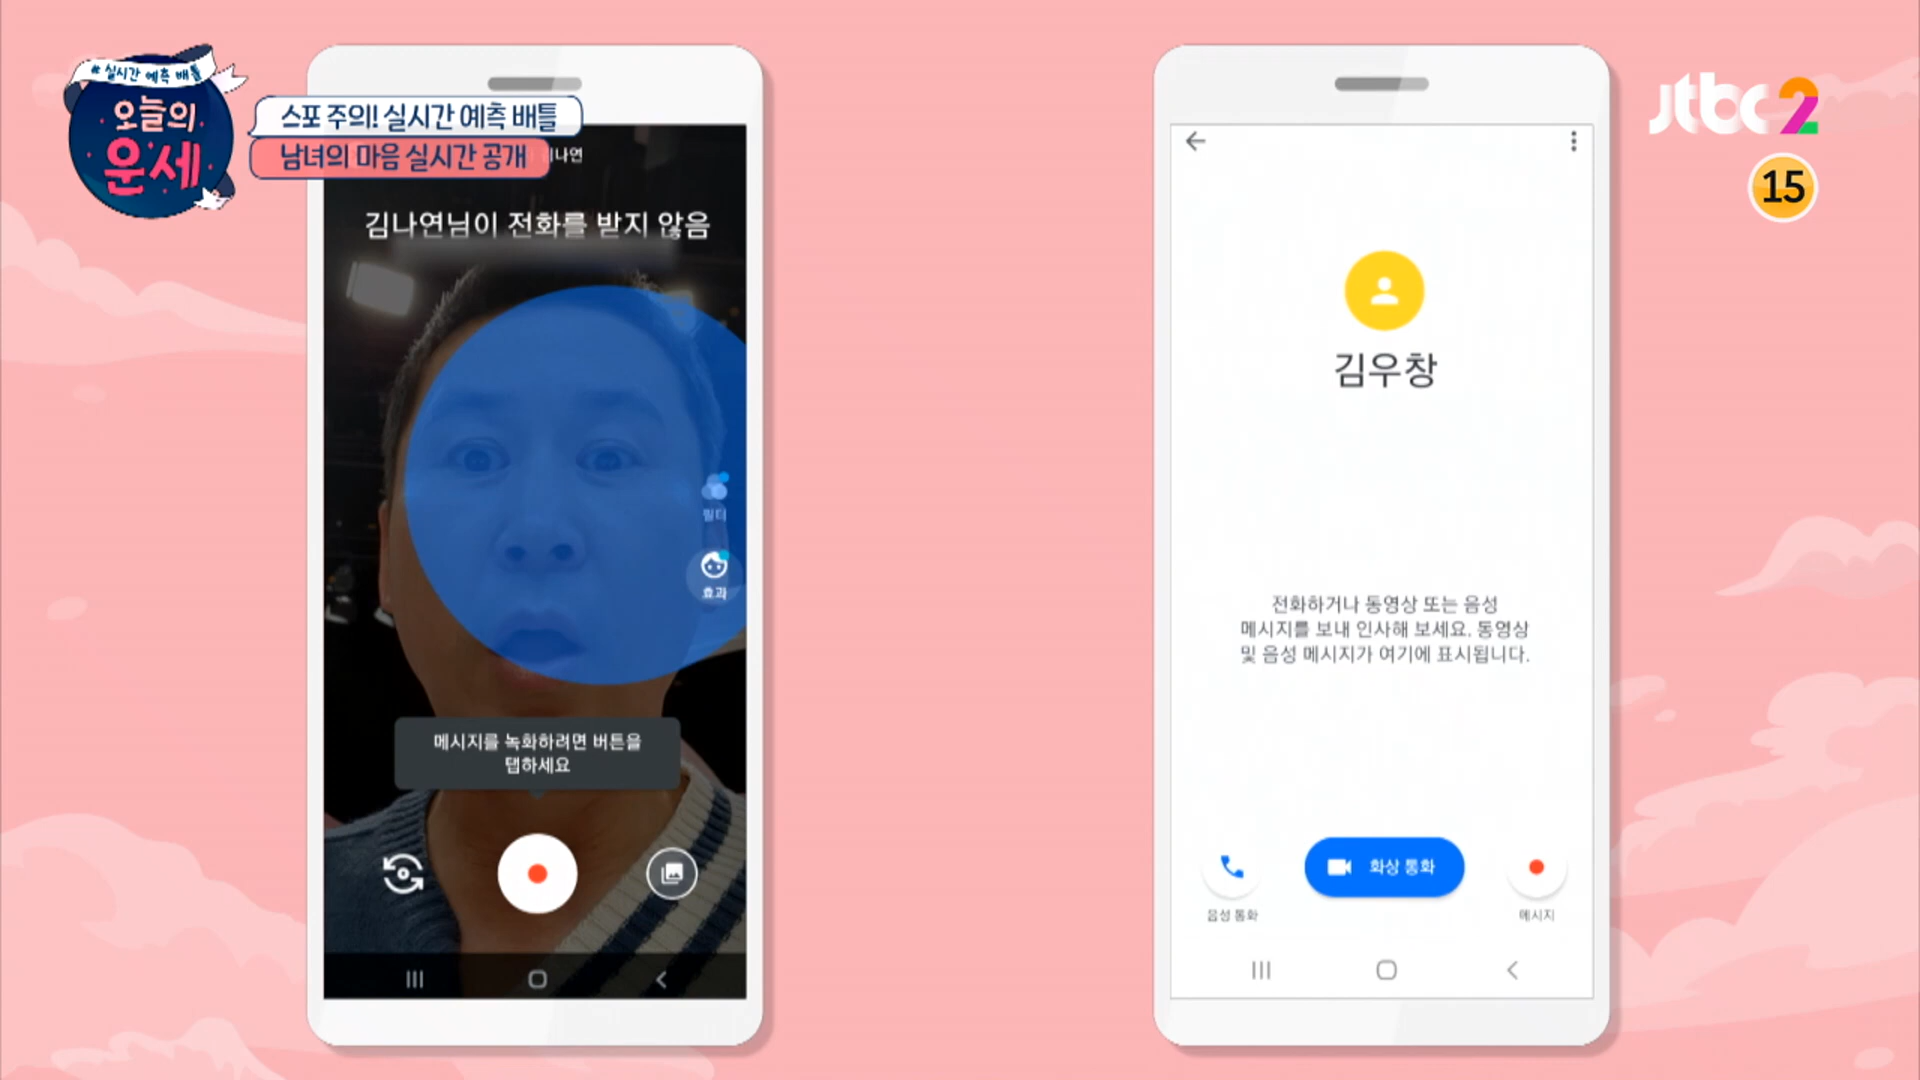 # 실시간 예측 배틀
오늘의
운세
스포 주의! 실시간 예측 배틀
남녀의 마음 실시간 공개
나연
김나연님이 전화를 받지 않음
필터
효과
메시지를 녹화하려면 버튼을
탭하세요
jtbc2
15
김우창
전화하거나 동영상 또는 음성
메시지를 보내 인사해 보세요. 동영상
및 음성 메시지가 여기에 표시됩니다.
음성 통화
화상 통화
메시지